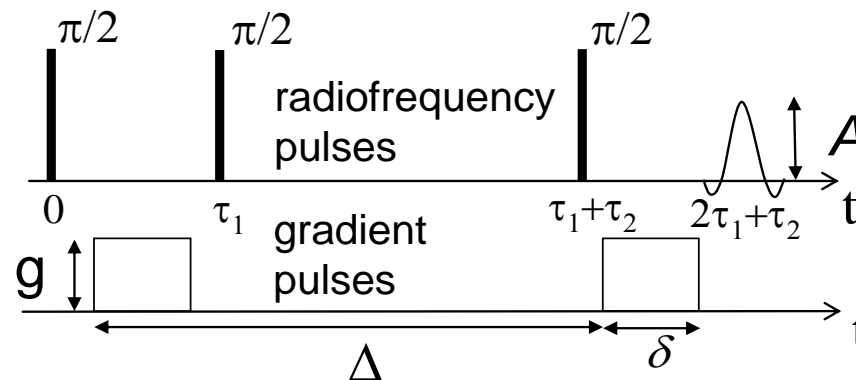 π/2 π/2 π/2
radiofrequency
pulses
A
0 τ₁ τ₁+τ₂ 2τ₁+τ₂ t
gradient
pulses
g
t
Δ δ